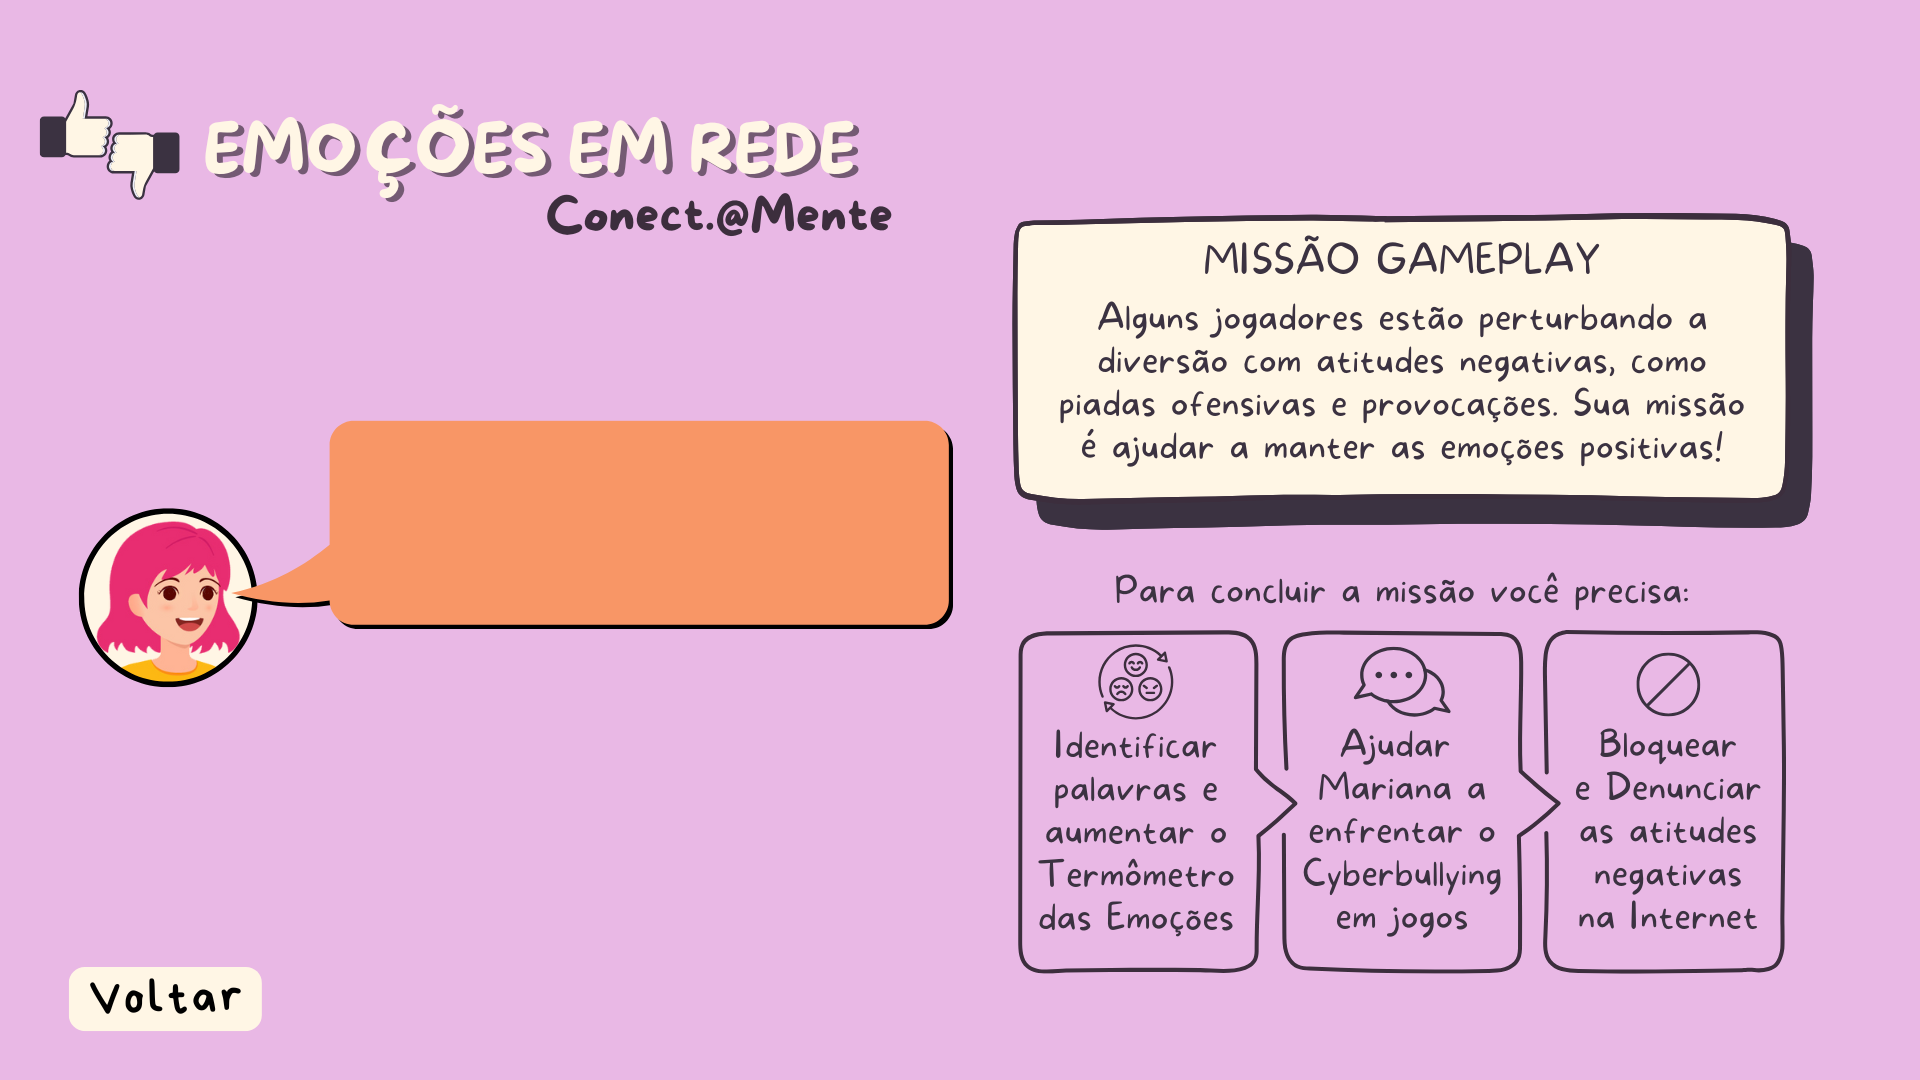 EMOÇÕES EM REDE
Conect.@Mente
MISSÃO GAMEPLAY
Alguns jogadores estão perturbando a
diversão com atitudes negativas, como
piadas ofensivas e provocações. Sua missão
é ajudar a manter as emoções positivas!
Para concluir a missão você precisa:
Identificar
palavras e
aumentar o
Termômetro
das Emoções
Ajudar
Mariana a
enfrentar o
Cyberbullying
em jogos
Bloquear
e Denunciar
as atitudes
negativas
na Internet
Voltar